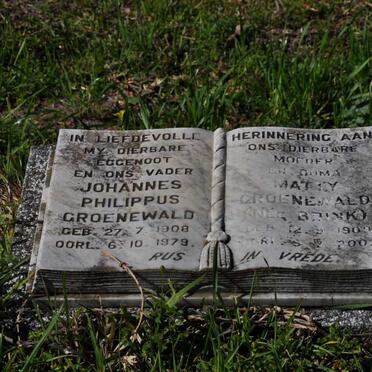 IN LIEFDEVOLLE HERINNERING AAN
MY DIERBARE
EGGENOOT
EN ONS VADER
JOHANNES
PHILIPPUS
GROENEWALD
GEB. 27.7.1908
OORL. 6.10.1979.
ONS DIERBARE
MOEDER
EN OUMA
GROENEWALD
RUS IN VREDE